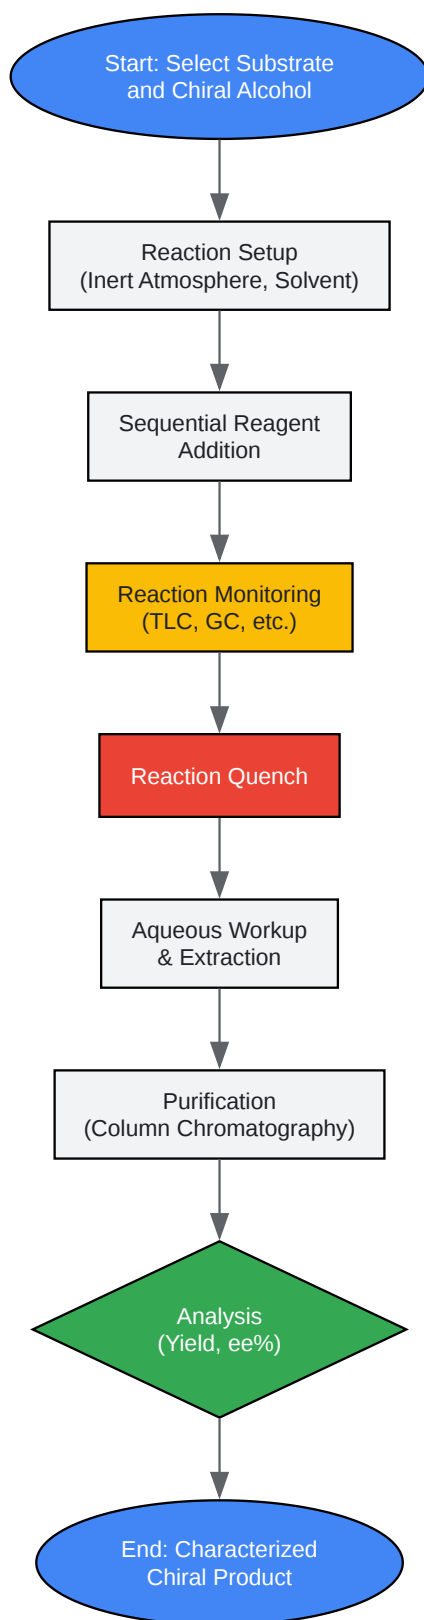 Start: Select Substrate
and Chiral Alcohol
Reaction Setup
(Inert Atmosphere, Solvent)
Sequential Reagent
Addition
Reaction Monitoring
(TLC, GC, etc.)
Reaction Quench
Aqueous Workup
& Extraction
Purification
(Column Chromatography)
Analysis
(Yield, ee%)
End: Characterized
Chiral Product